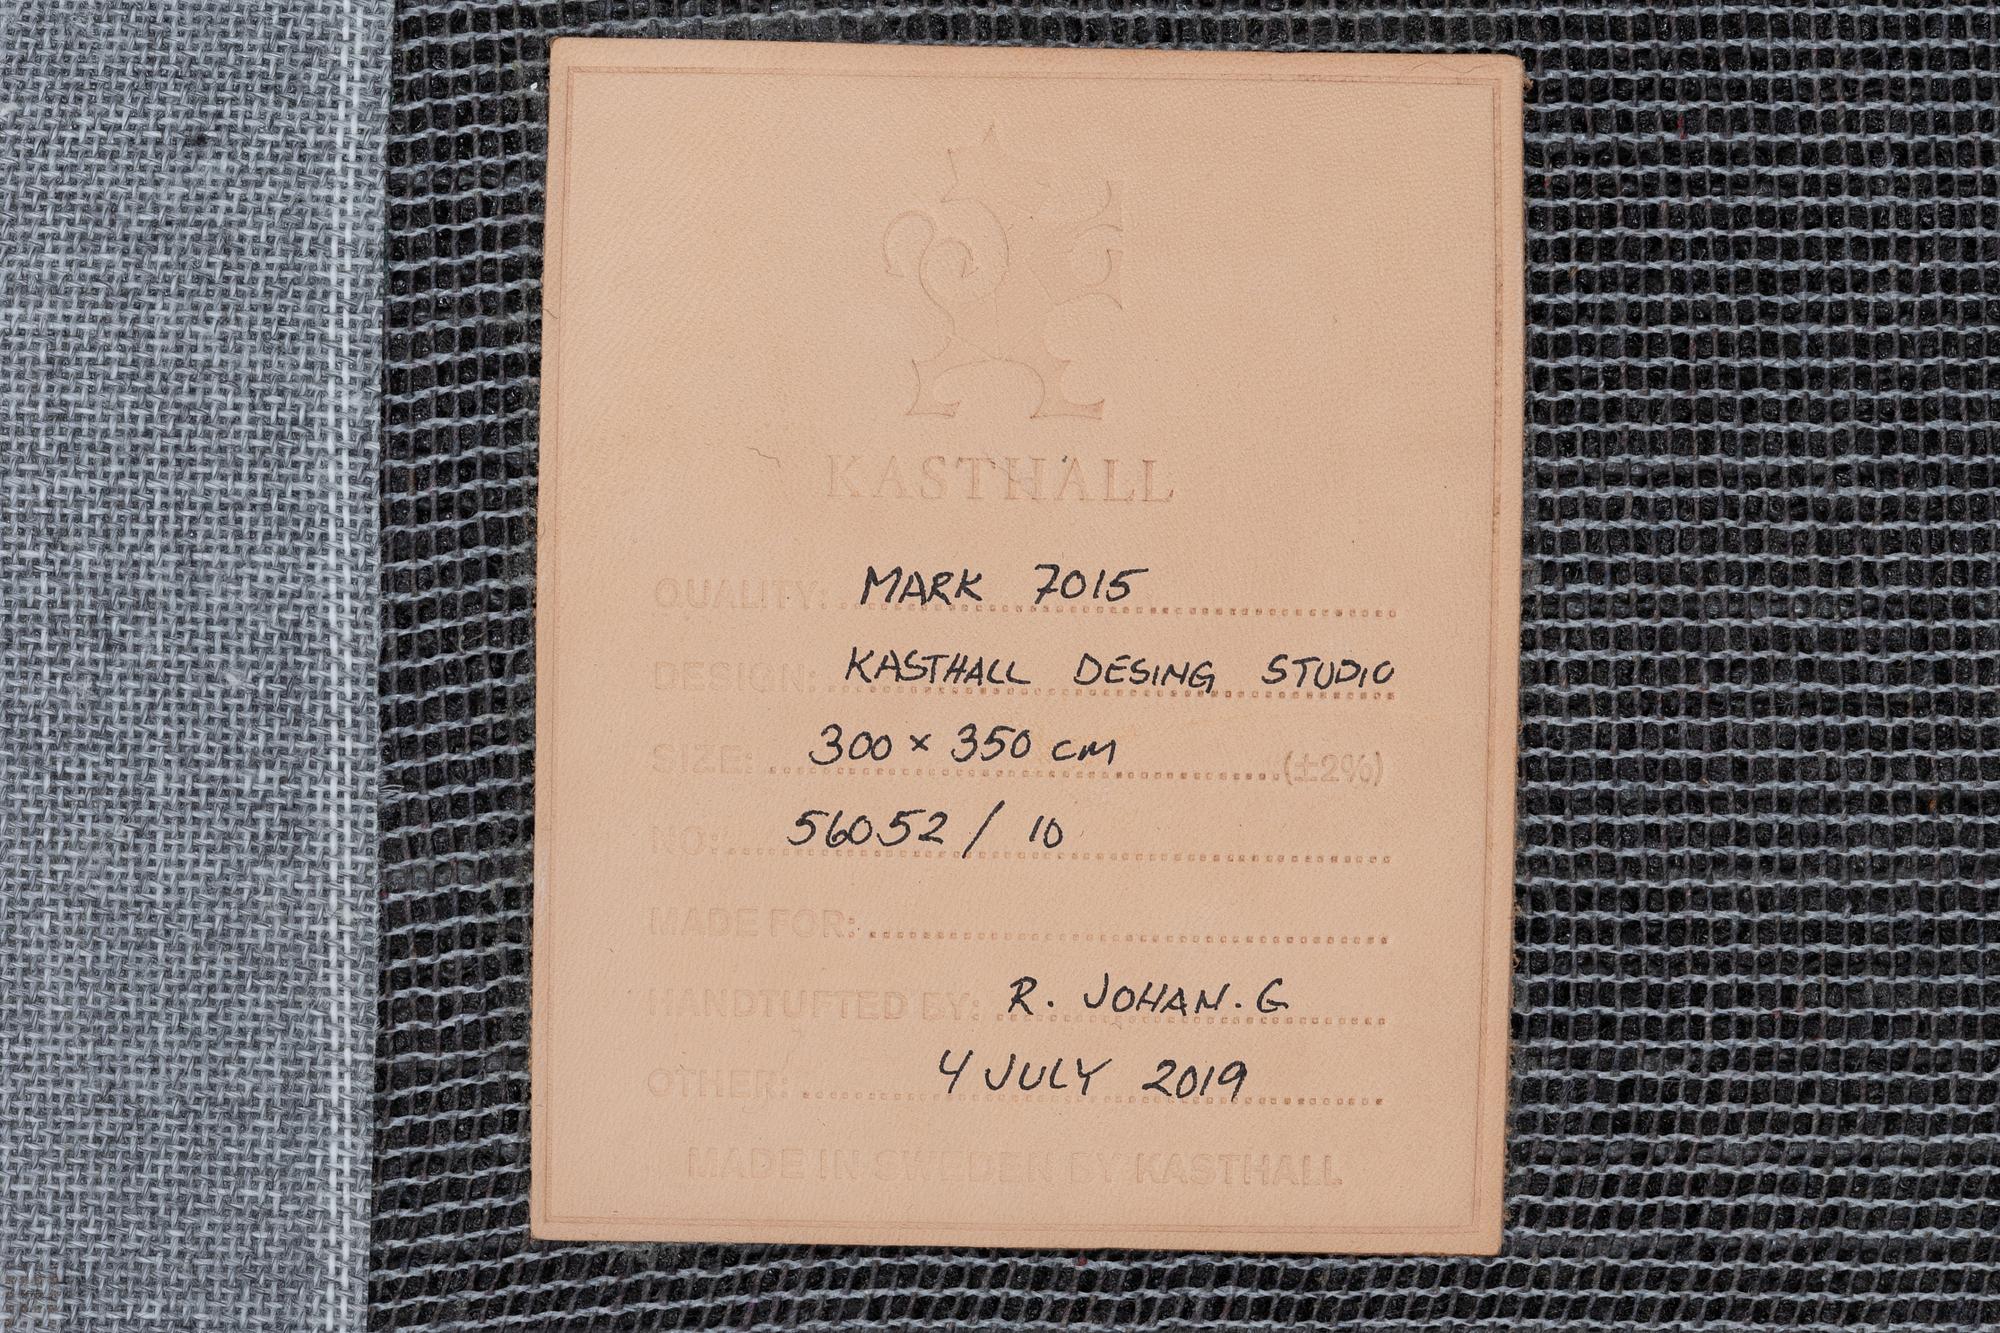 KASTHALL
QUALITY: MARK 7015
DESIGN: KASTHALL DESING STUDIO
SIZE: 300 × 350 cm (±2%)
NO: 56052 / 10
MADE FOR:
HANDTUFTED BY: R. JOHAN. G
OTHER: 4 JULY 2019
MADE IN SWEDEN BY KASTHALL